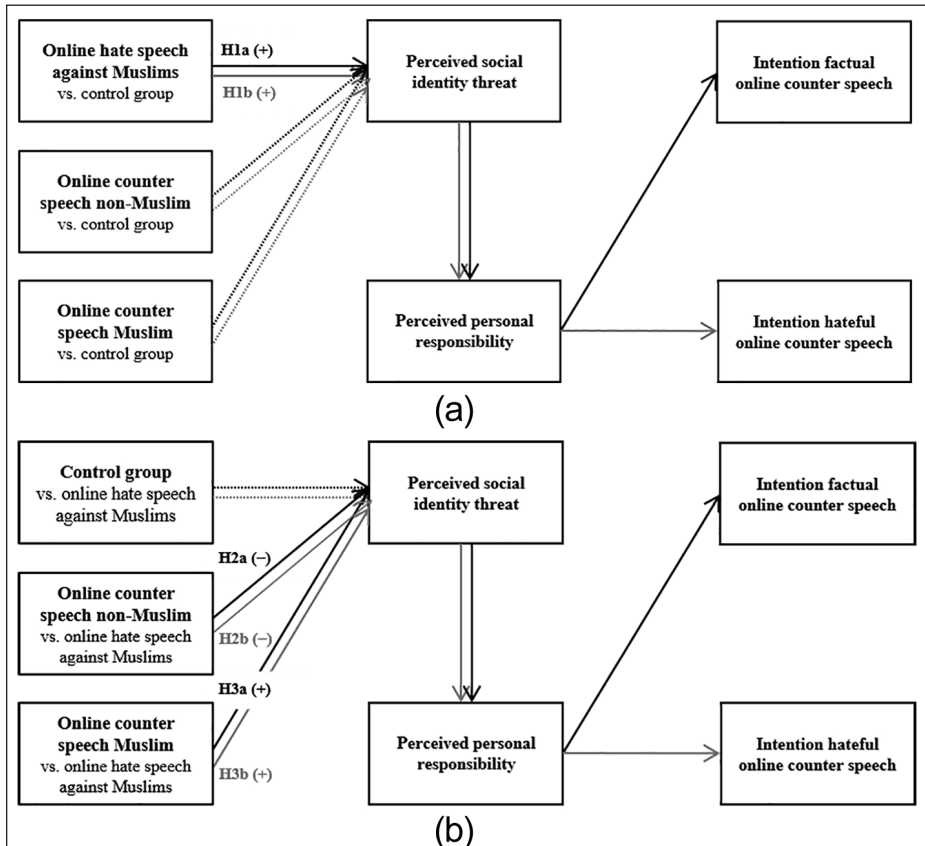 Online hate speech
against Muslims
vs. control group
H1a (+)
H1b (+)
Perceived social
identity threat
Intention factual
online counter speech
Online counter
speech non-Muslim
vs. control group
Online counter
speech Muslim
vs. control group
Perceived personal
responsibility
Intention hateful
online counter speech
(a)
Control group
vs. online hate speech
against Muslims
Perceived social
identity threat
Intention factual
online counter speech
H2a (–)
Online counter
speech non-Muslim
vs. online hate speech
against Muslims
H2b (–)
H3a (+)
Online counter
speech Muslim
vs. online hate speech
against Muslims
H3b (+)
Perceived personal
responsibility
Intention hateful
online counter speech
(b)